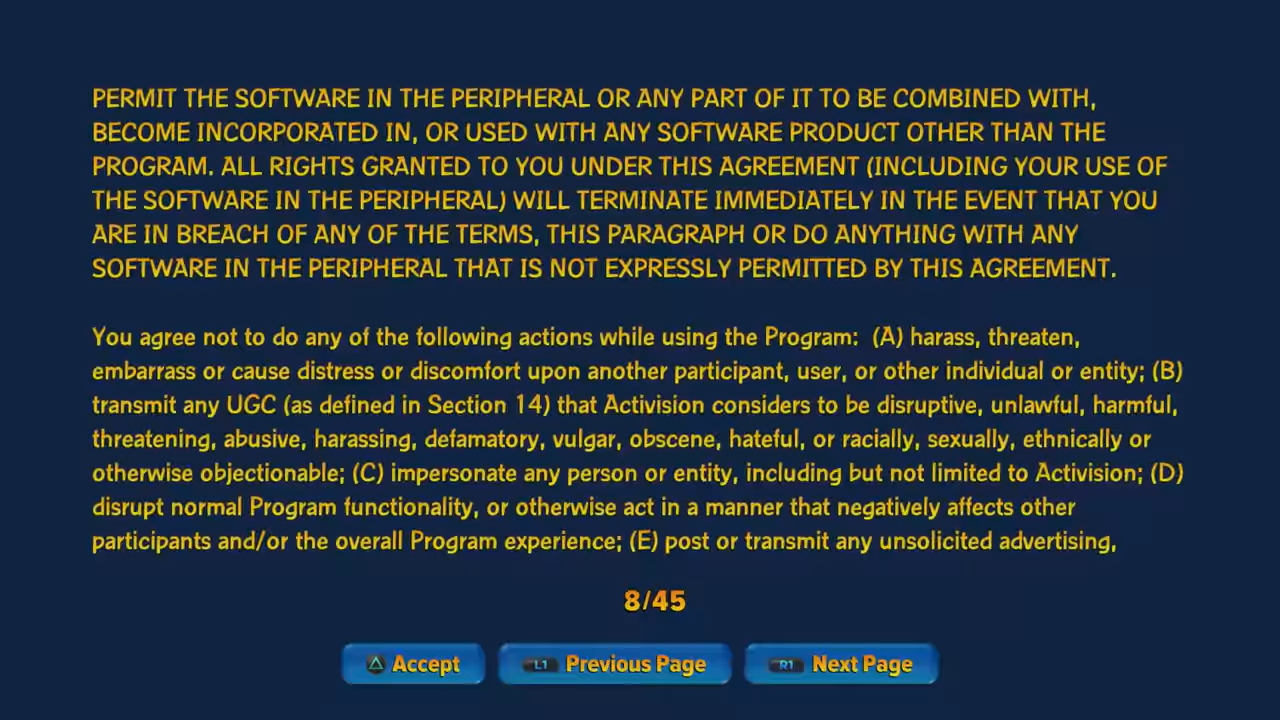 PERMIT THE SOFTWARE IN THE PERIPHERAL OR ANY PART OF IT TO BE COMBINED WITH,
BECOME INCORPORATED IN, OR USED WITH ANY SOFTWARE PRODUCT OTHER THAN THE
PROGRAM. ALL RIGHTS GRANTED TO YOU UNDER THIS AGREEMENT (INCLUDING YOUR USE OF
THE SOFTWARE IN THE PERIPHERAL) WILL TERMINATE IMMEDIATELY IN THE EVENT THAT YOU
ARE IN BREACH OF ANY OF THE TERMS, THIS PARAGRAPH OR DO ANYTHING WITH ANY
SOFTWARE IN THE PERIPHERAL THAT IS NOT EXPRESSLY PERMITTED BY THIS AGREEMENT.
You agree not to do any of the following actions while using the Program:  (A) harass, threaten,
embarrass or cause distress or discomfort upon another participant, user, or other individual or entity; (B)
transmit any UGC (as defined in Section 14) that Activision considers to be disruptive, unlawful, harmful,
threatening, abusive, harassing, defamatory, vulgar, obscene, hateful, or racially, sexually, ethnically or
otherwise objectionable; (C) impersonate any person or entity, including but not limited to Activision; (D)
disrupt normal Program functionality, or otherwise act in a manner that negatively affects other
participants and/or the overall Program experience; (E) post or transmit any unsolicited advertising,
8/45
Accept
L1 Previous Page
R1 Next Page